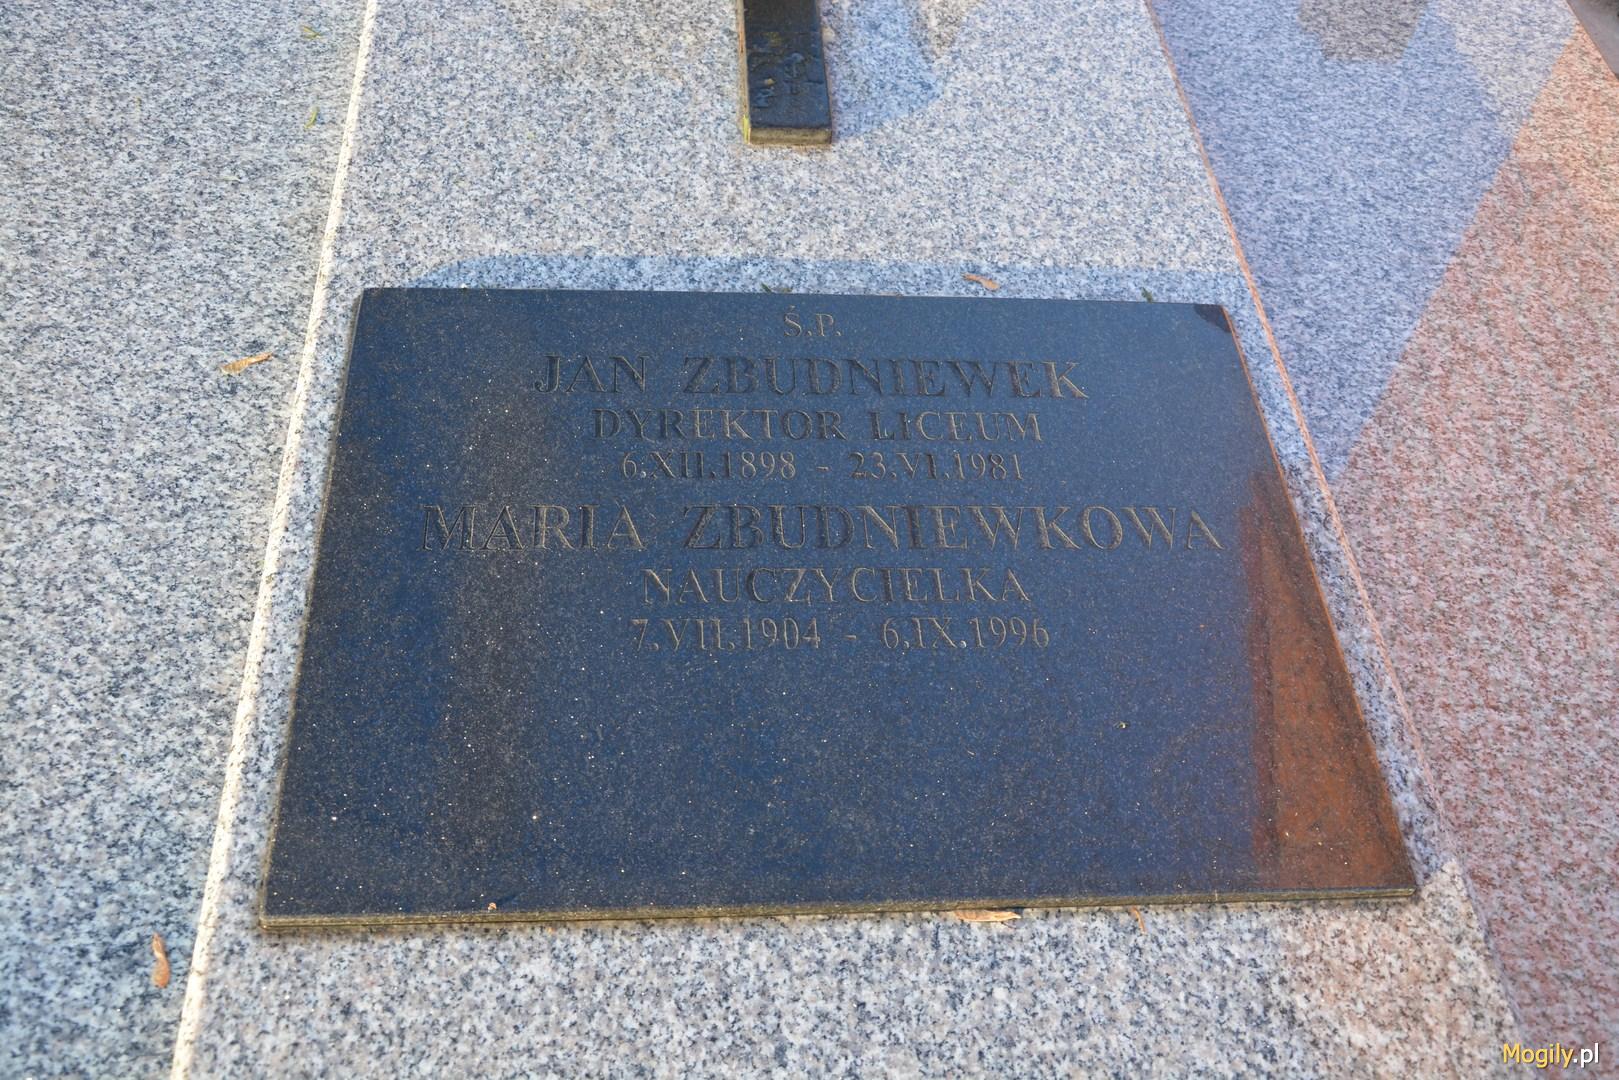 Ś.P.
JAN ZBUDNIEWEK
DYREKTOR LICEUM
6.XII.1898 - 23.VI.1981
MARIA ZBUDNIEWKOWA
NAUCZYCIELKA
7.VII.1904 - 6.IX.1996
Mogily.pl